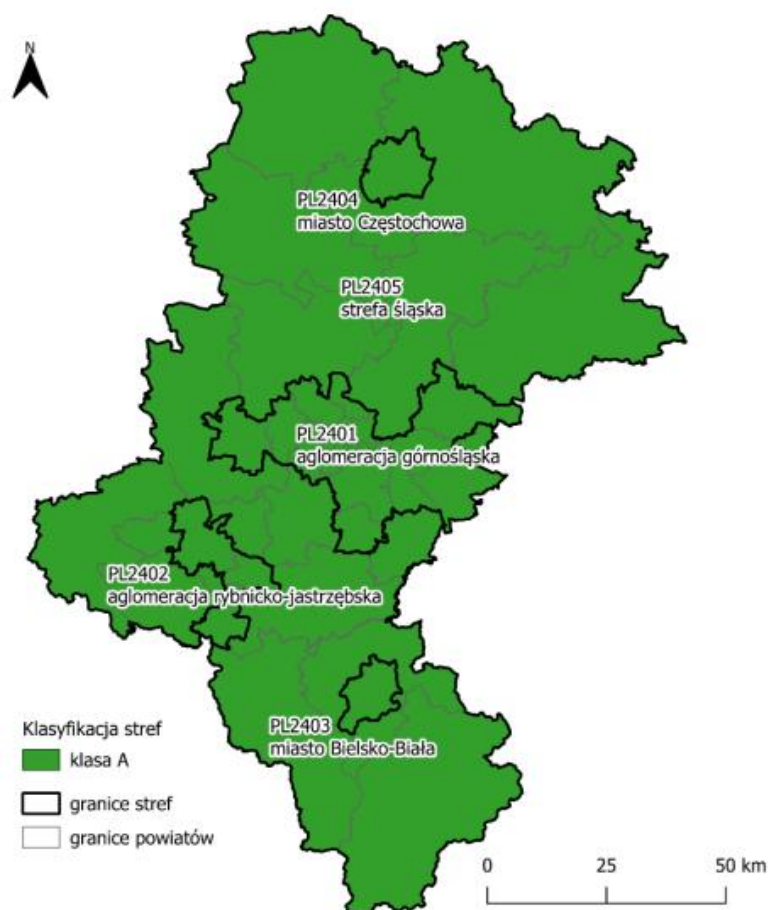 N
PL2404
miasto Częstochowa
PL2405
strefa śląska
PL2401
aglomeracja górnośląska
PL2402
aglomeracja rybnicko-jastrzębska
PL2403
miasto Bielsko-Biała
Klasyfikacja stref
klasa A
granice stref
granice powiatów
0 25 50 km